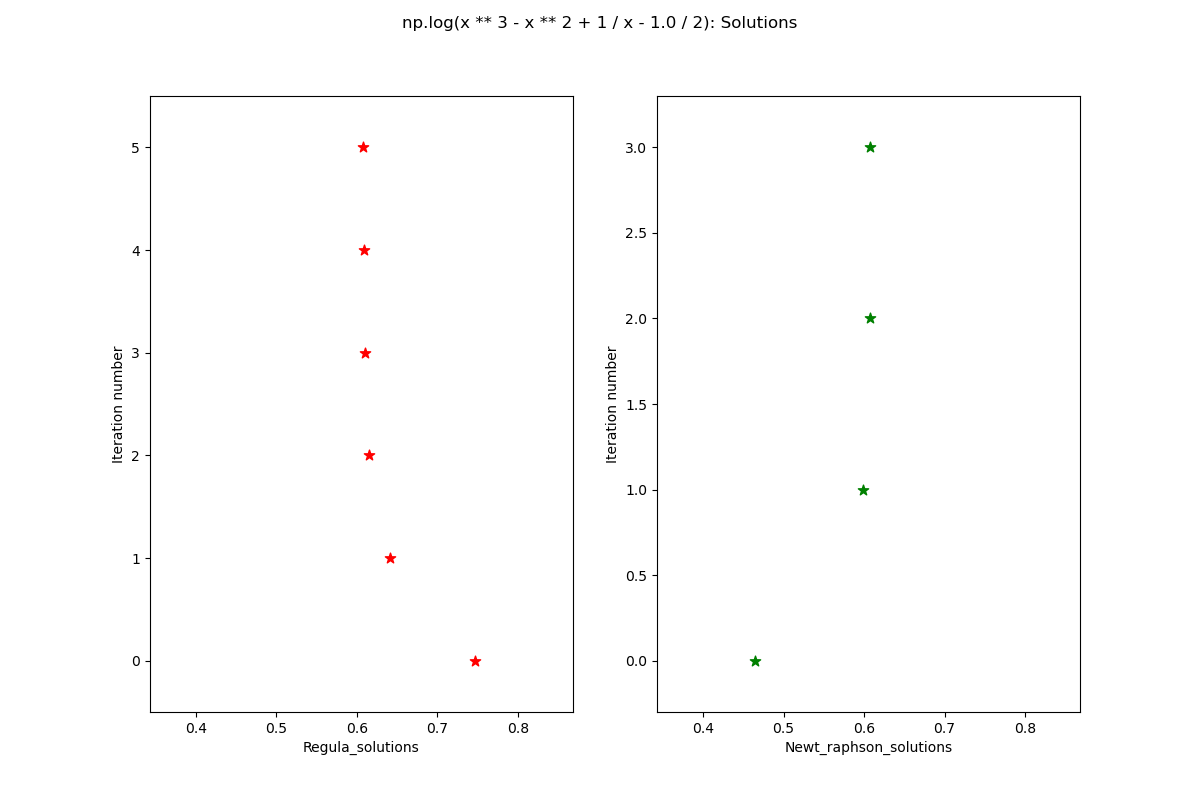 np.log(x ** 3 - x ** 2 + 1 / x - 1.0 / 2): Solutions
5
4
3
2
1
0
Iteration number
0.4 0.5 0.6 0.7 0.8
Regula_solutions
3.0
2.5
2.0
1.5
1.0
0.5
0.0
Iteration number
0.4 0.5 0.6 0.7 0.8
Newt_raphson_solutions